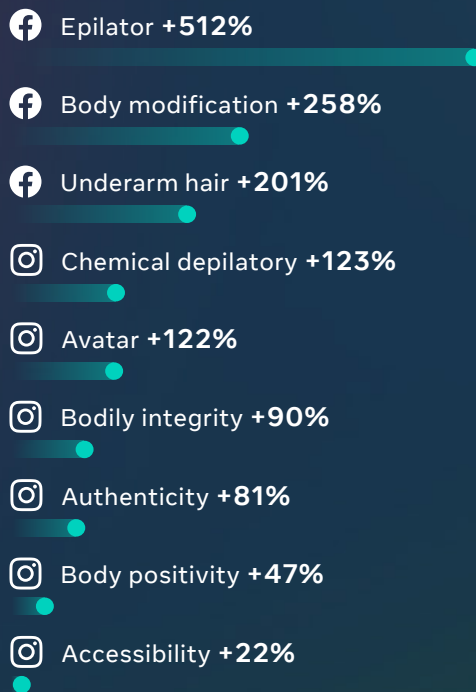 Epilator +512%
Body modification +258%
Underarm hair +201%
Chemical depilatory +123%
Avatar +122%
Bodily integrity +90%
Authenticity +81%
Body positivity +47%
Accessibility +22%